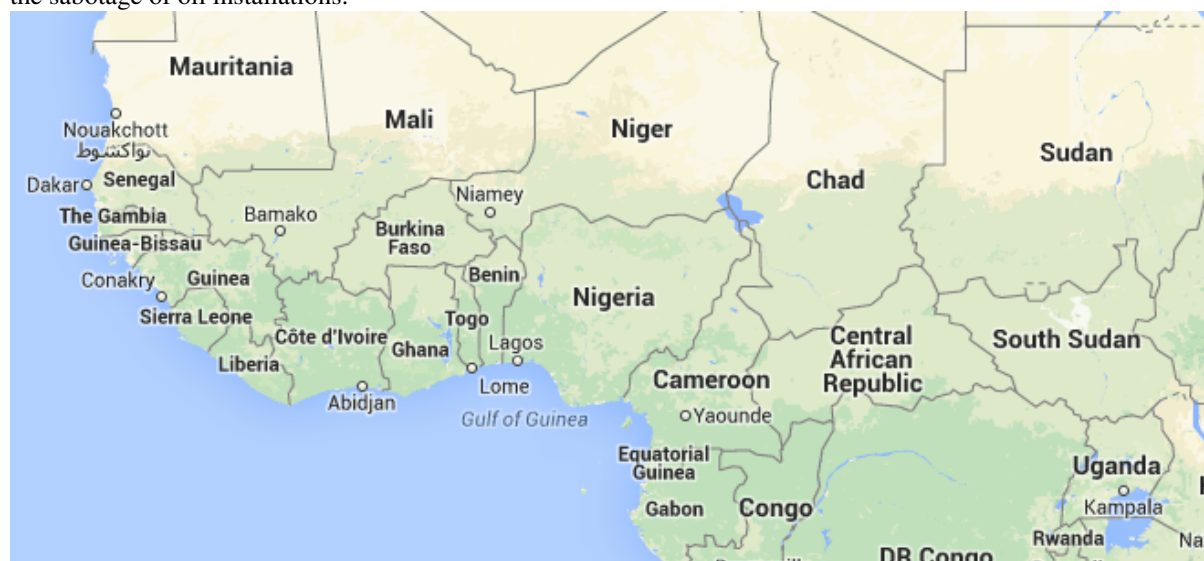 the sabotage of oil installations.
Mauritania
Mali
Niger
Sudan
Nouakchott
نواكشوط
Chad
Dakar
Senegal
Niamey
The Gambia
Bamako
Burkina
Faso
Guinea-Bissau
Conakry
Guinea
Benin
Nigeria
Sierra Leone
Togo
Côte d'Ivoire
Ghana
Lagos
Central
African
Republic
South Sudan
Liberia
Lome
Cameroon
Abidjan
Gulf of Guinea
Yaounde
Equatorial
Guinea
Uganda
Gabon
Congo
Kampala
Rwanda
Na
DR Congo